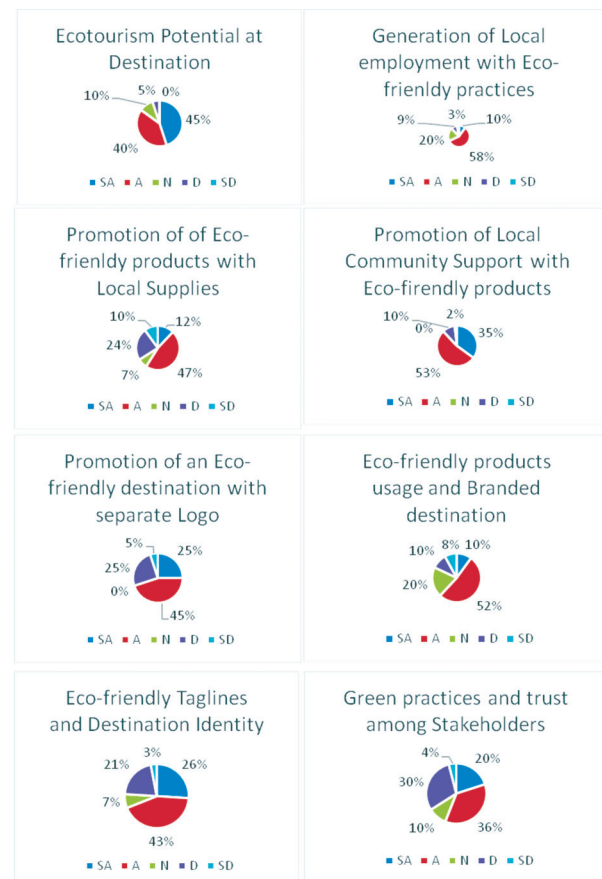 Ecotourism Potential at
Destination
5% 0%
10%
45%
40%
SA A N D SD
Generation of Local
employment with Eco-
frienldy practices
9% 3% 10%
20%
58%
SA A N D SD
Promotion of of Eco-
frienldy products with
Local Supplies
10% 12%
24%
7% 47%
SA A N D SD
Promotion of Local
Community Support with
Eco-firendly products
10% 2%
0% 35%
53%
SA A N D SD
Promotion of an Eco-
friendly destination with
separate Logo
5% 25%
25%
0%
45%
SA A N D SD
Eco-friendly products
usage and Branded
destination
8% 10%
10%
20%
52%
SA A N D SD
Eco-friendly Taglines
and Destination Identity
3%
21% 26%
7%
43%
SA A N D SD
Green practices and trust
among Stakeholders
4% 20%
30%
10% 36%
SA A N D SD